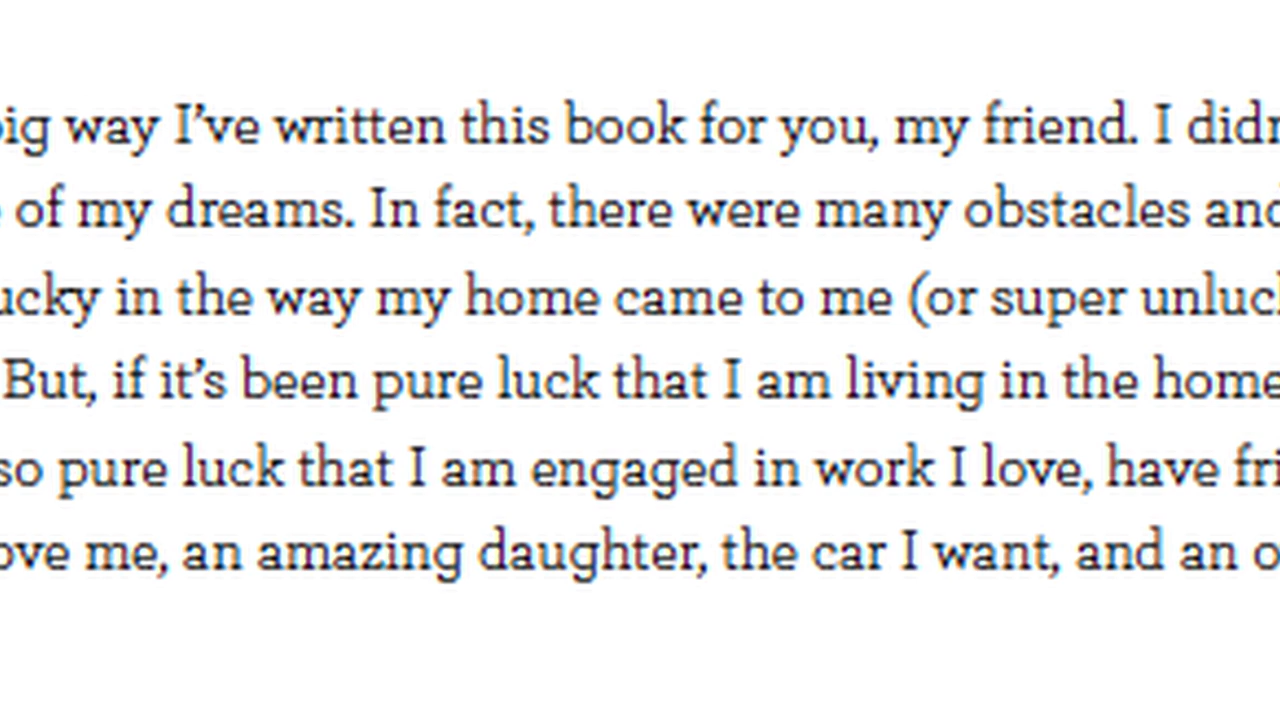 big way I’ve written this book for you, my friend. I didn
of my dreams. In fact, there were many obstacles and
ucky in the way my home came to me (or super unluck
But, if it’s been pure luck that I am living in the home
so pure luck that I am engaged in work I love, have fri
ove me, an amazing daughter, the car I want, and an o